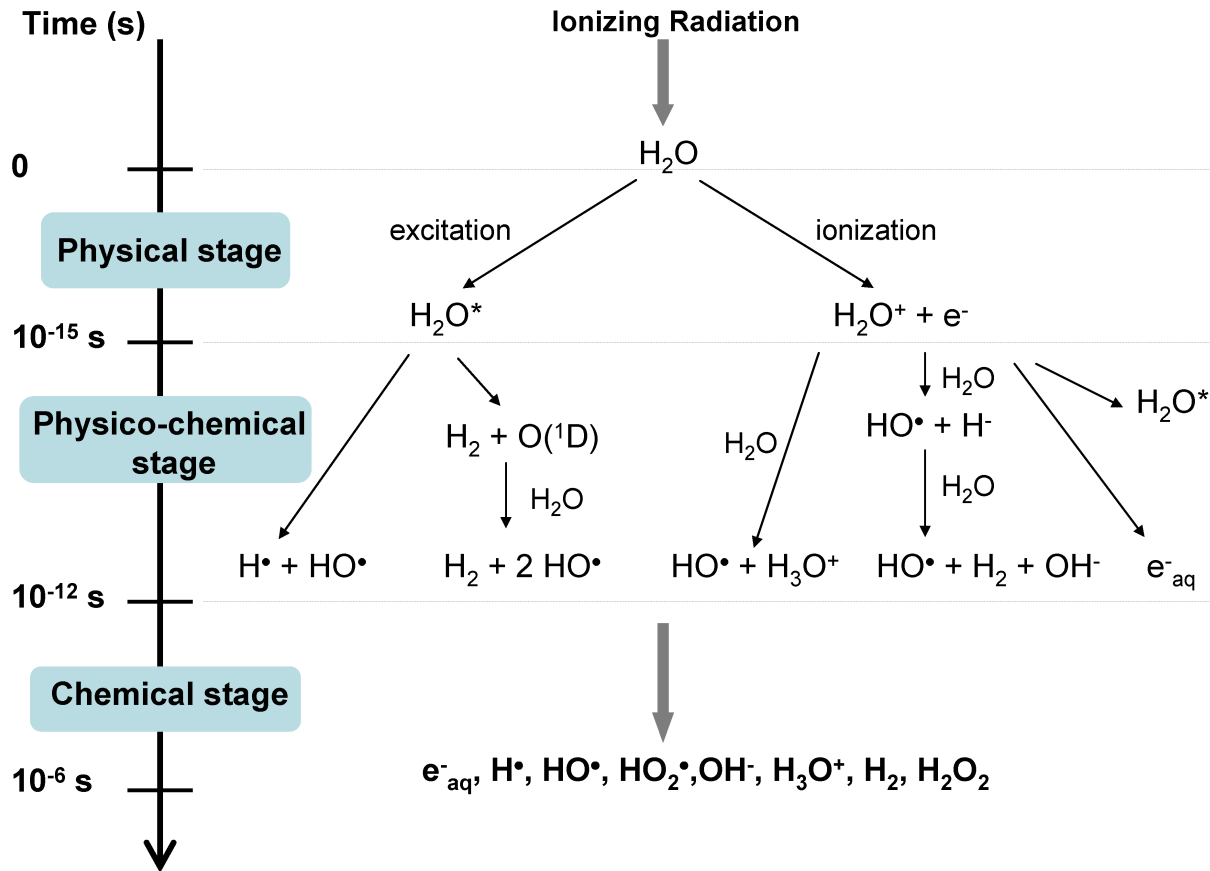 Time (s)
Ionizing Radiation
H₂O
0
excitation
ionization
Physical stage
H₂O*
H₂O⁺ + e⁻
10⁻¹⁵ s
H₂O
H₂O*
Physico-chemical
stage
H₂ + O(¹D)
HO• + H⁻
H₂O
H₂O
H₂O
H• + HO•
H₂ + 2 HO•
HO• + H₃O⁺
HO• + H₂ + OH⁻
e⁻aq
10⁻¹² s
Chemical stage
10⁻⁶ s
e⁻aq, H•, HO•, HO₂•,OH⁻, H₃O⁺, H₂, H₂O₂